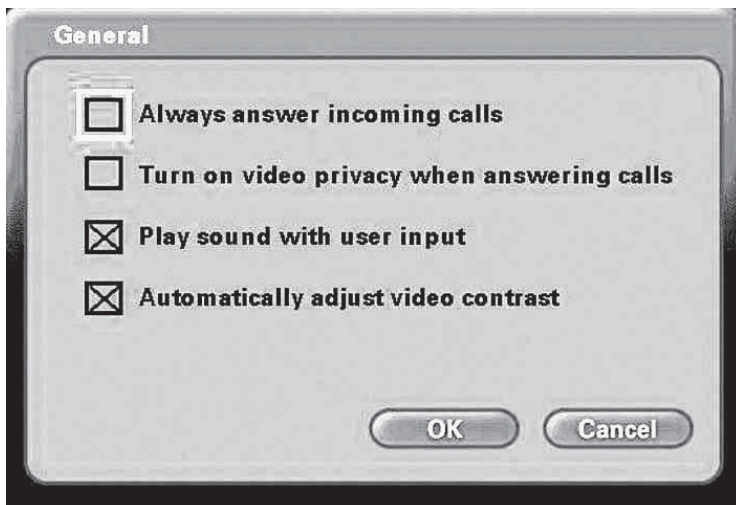 General
Always answer incoming calls
Turn on video privacy when answering calls
Play sound with user input
Automatically adjust video contrast
OK
Cancel